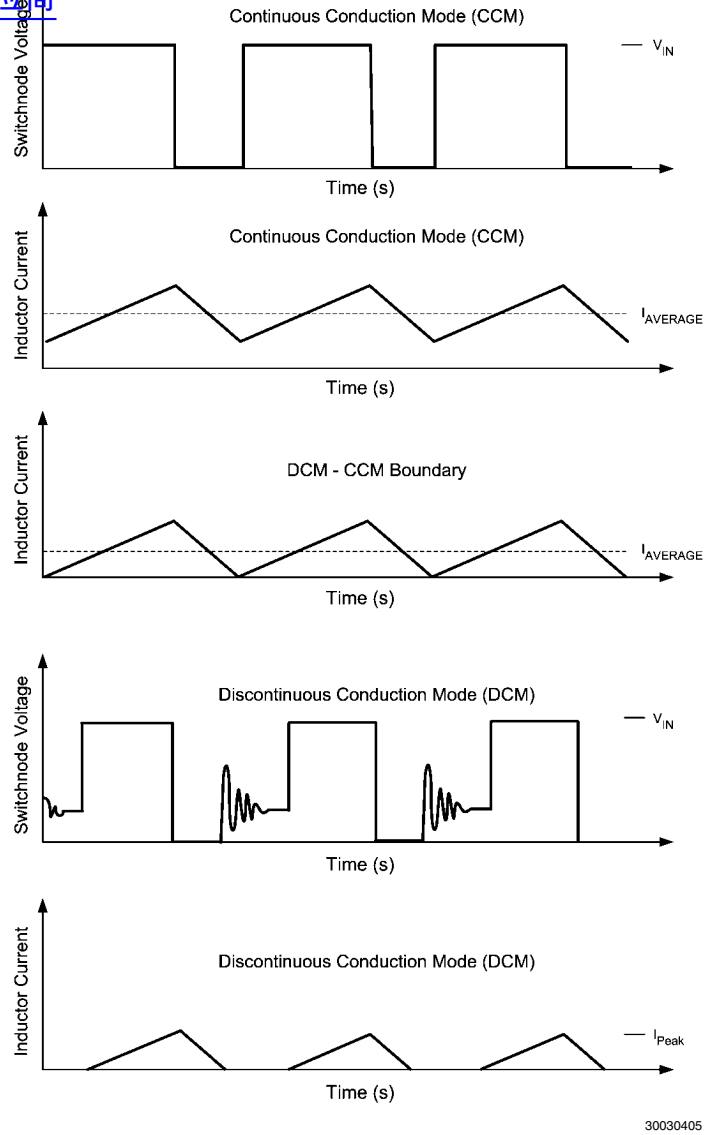 Continuous Conduction Mode (CCM)
Switchnode Voltage
V_IN
Time (s)
Continuous Conduction Mode (CCM)
Inductor Current
I_AVERAGE
Time (s)
DCM - CCM Boundary
Inductor Current
I_AVERAGE
Time (s)
Discontinuous Conduction Mode (DCM)
Switchnode Voltage
V_IN
Time (s)
Discontinuous Conduction Mode (DCM)
Inductor Current
I_Peak
Time (s)
30030405